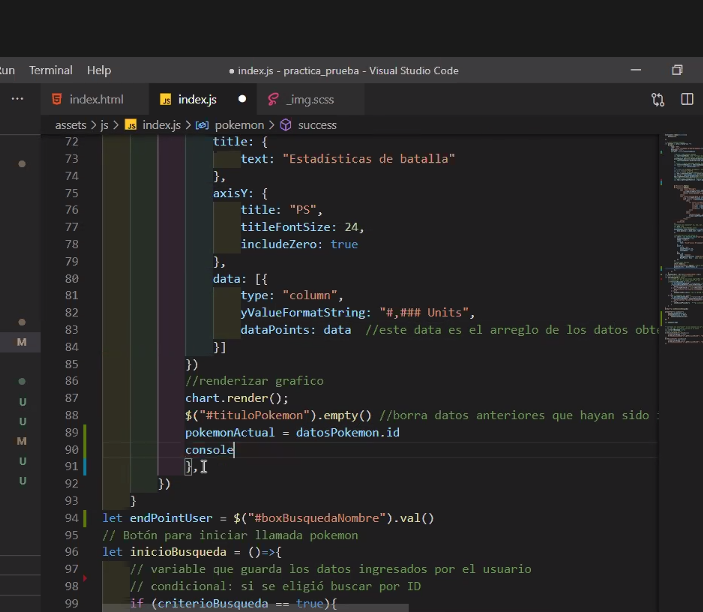 Run Terminal Help
● index.js - practica_prueba - Visual Studio Code
index.html
index.js
_img.scss
assets > js > index.js > pokemon > success
72 title: {
73 text: "Estadísticas de batalla"
74 },
75 axisY: {
76 title: "PS",
77 titleFontSize: 24,
78 includeZero: true
79 },
80 data: [{
81 type: "column",
82 yValueFormatString: "#,### Units",
83 dataPoints: data //este data es el arreglo de los datos
84 }]
85 })
86 //renderizar grafico
87 chart.render();
88 $("#tituloPokemon").empty() //borra datos anteriores que hayan sido
89 pokemonActual = datosPokemon.id
90 console
91 },
92 })
93 }
94 let endPointUser = $("#boxBusquedaNombre").val()
95 // Botón para iniciar llamada pokemon
96 let inicioBusqueda = ()=>{
97 // variable que guarda los datos ingresados por el usuario
98 // condicional: si se eligió buscar por ID
99 if (criterioBusqueda == true){
M
U
U
M
U
U